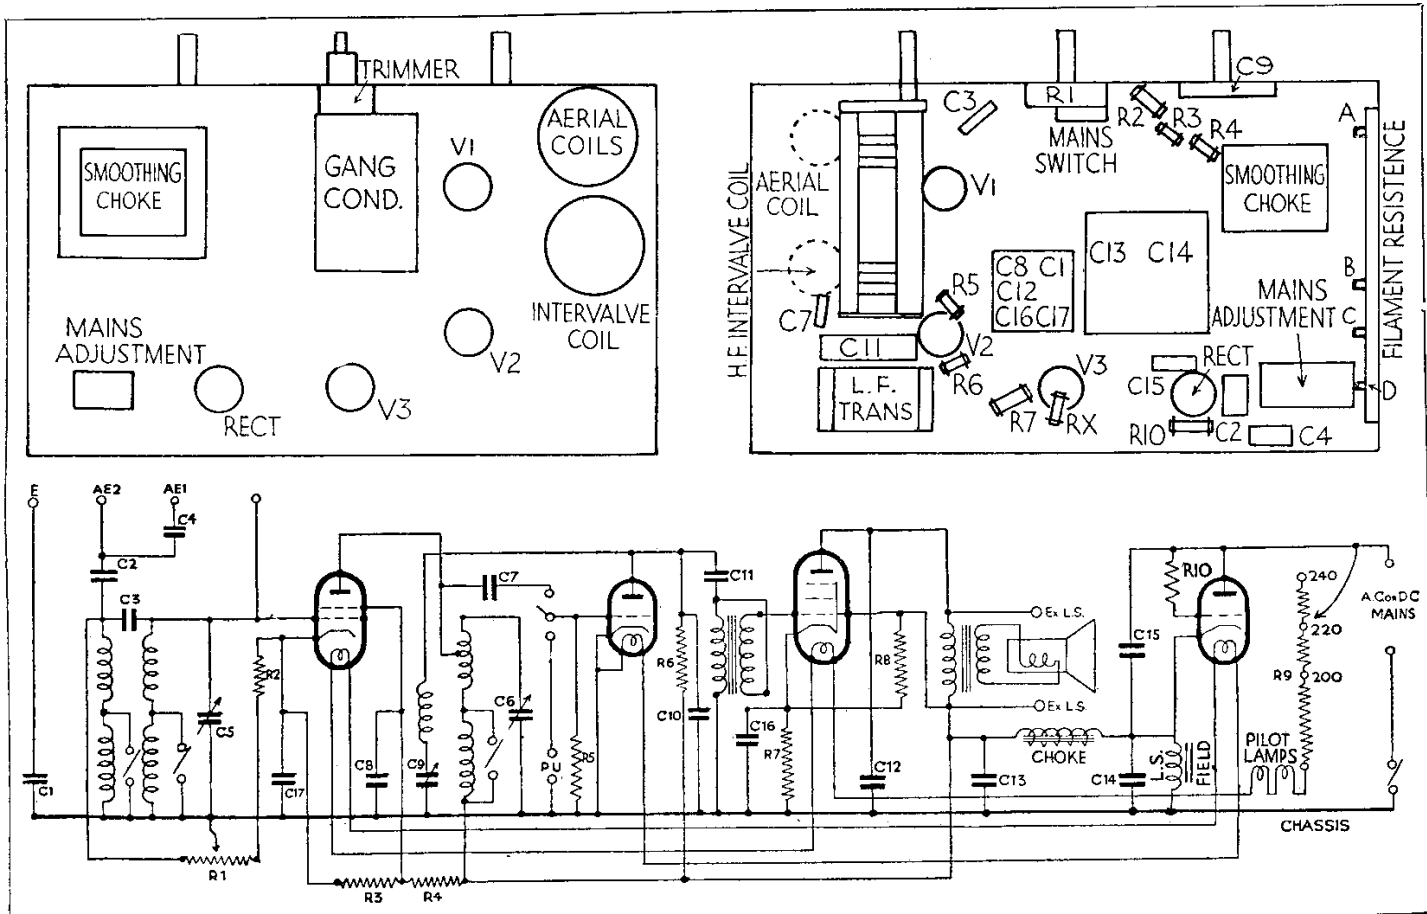 TRIMMER
AERIAL
COILS
V1
SMOOTHING
CHOKE
GANG
COND.
INTERVALVE
COIL
MAINS
ADJUSTMENT
V2
V3
RECT
C9
R1
C3
R2
R3
R4
A
MAINS
SWITCH
AERIAL
COIL
V1
SMOOTHING
CHOKE
H.F. INTERVALVE COIL
FILAMENT RESISTENCE
C13 C14
C8 C1
C12
C16 C17
R5
B
MAINS
ADJUSTMENT
C
C7
C11
V2
R6
V3
RECT
C15
L.F.
TRANS
R7
RX
R10
C2
C4
D
E
AE2
AE1
C4
C2
C3
C7
C11
R10
240
A.C. OR D.C.
MAINS
Ex L.S.
220
C15
R2
R6
R8
R9
200
C5
C6
C10
C16
Ex L.S.
CHOKE
L.S.
FIELD
PILOT
LAMPS
C1
C17
C8
C9
P.U
R5
R7
C12
C13
C14
CHASSIS
R1
R3
R4